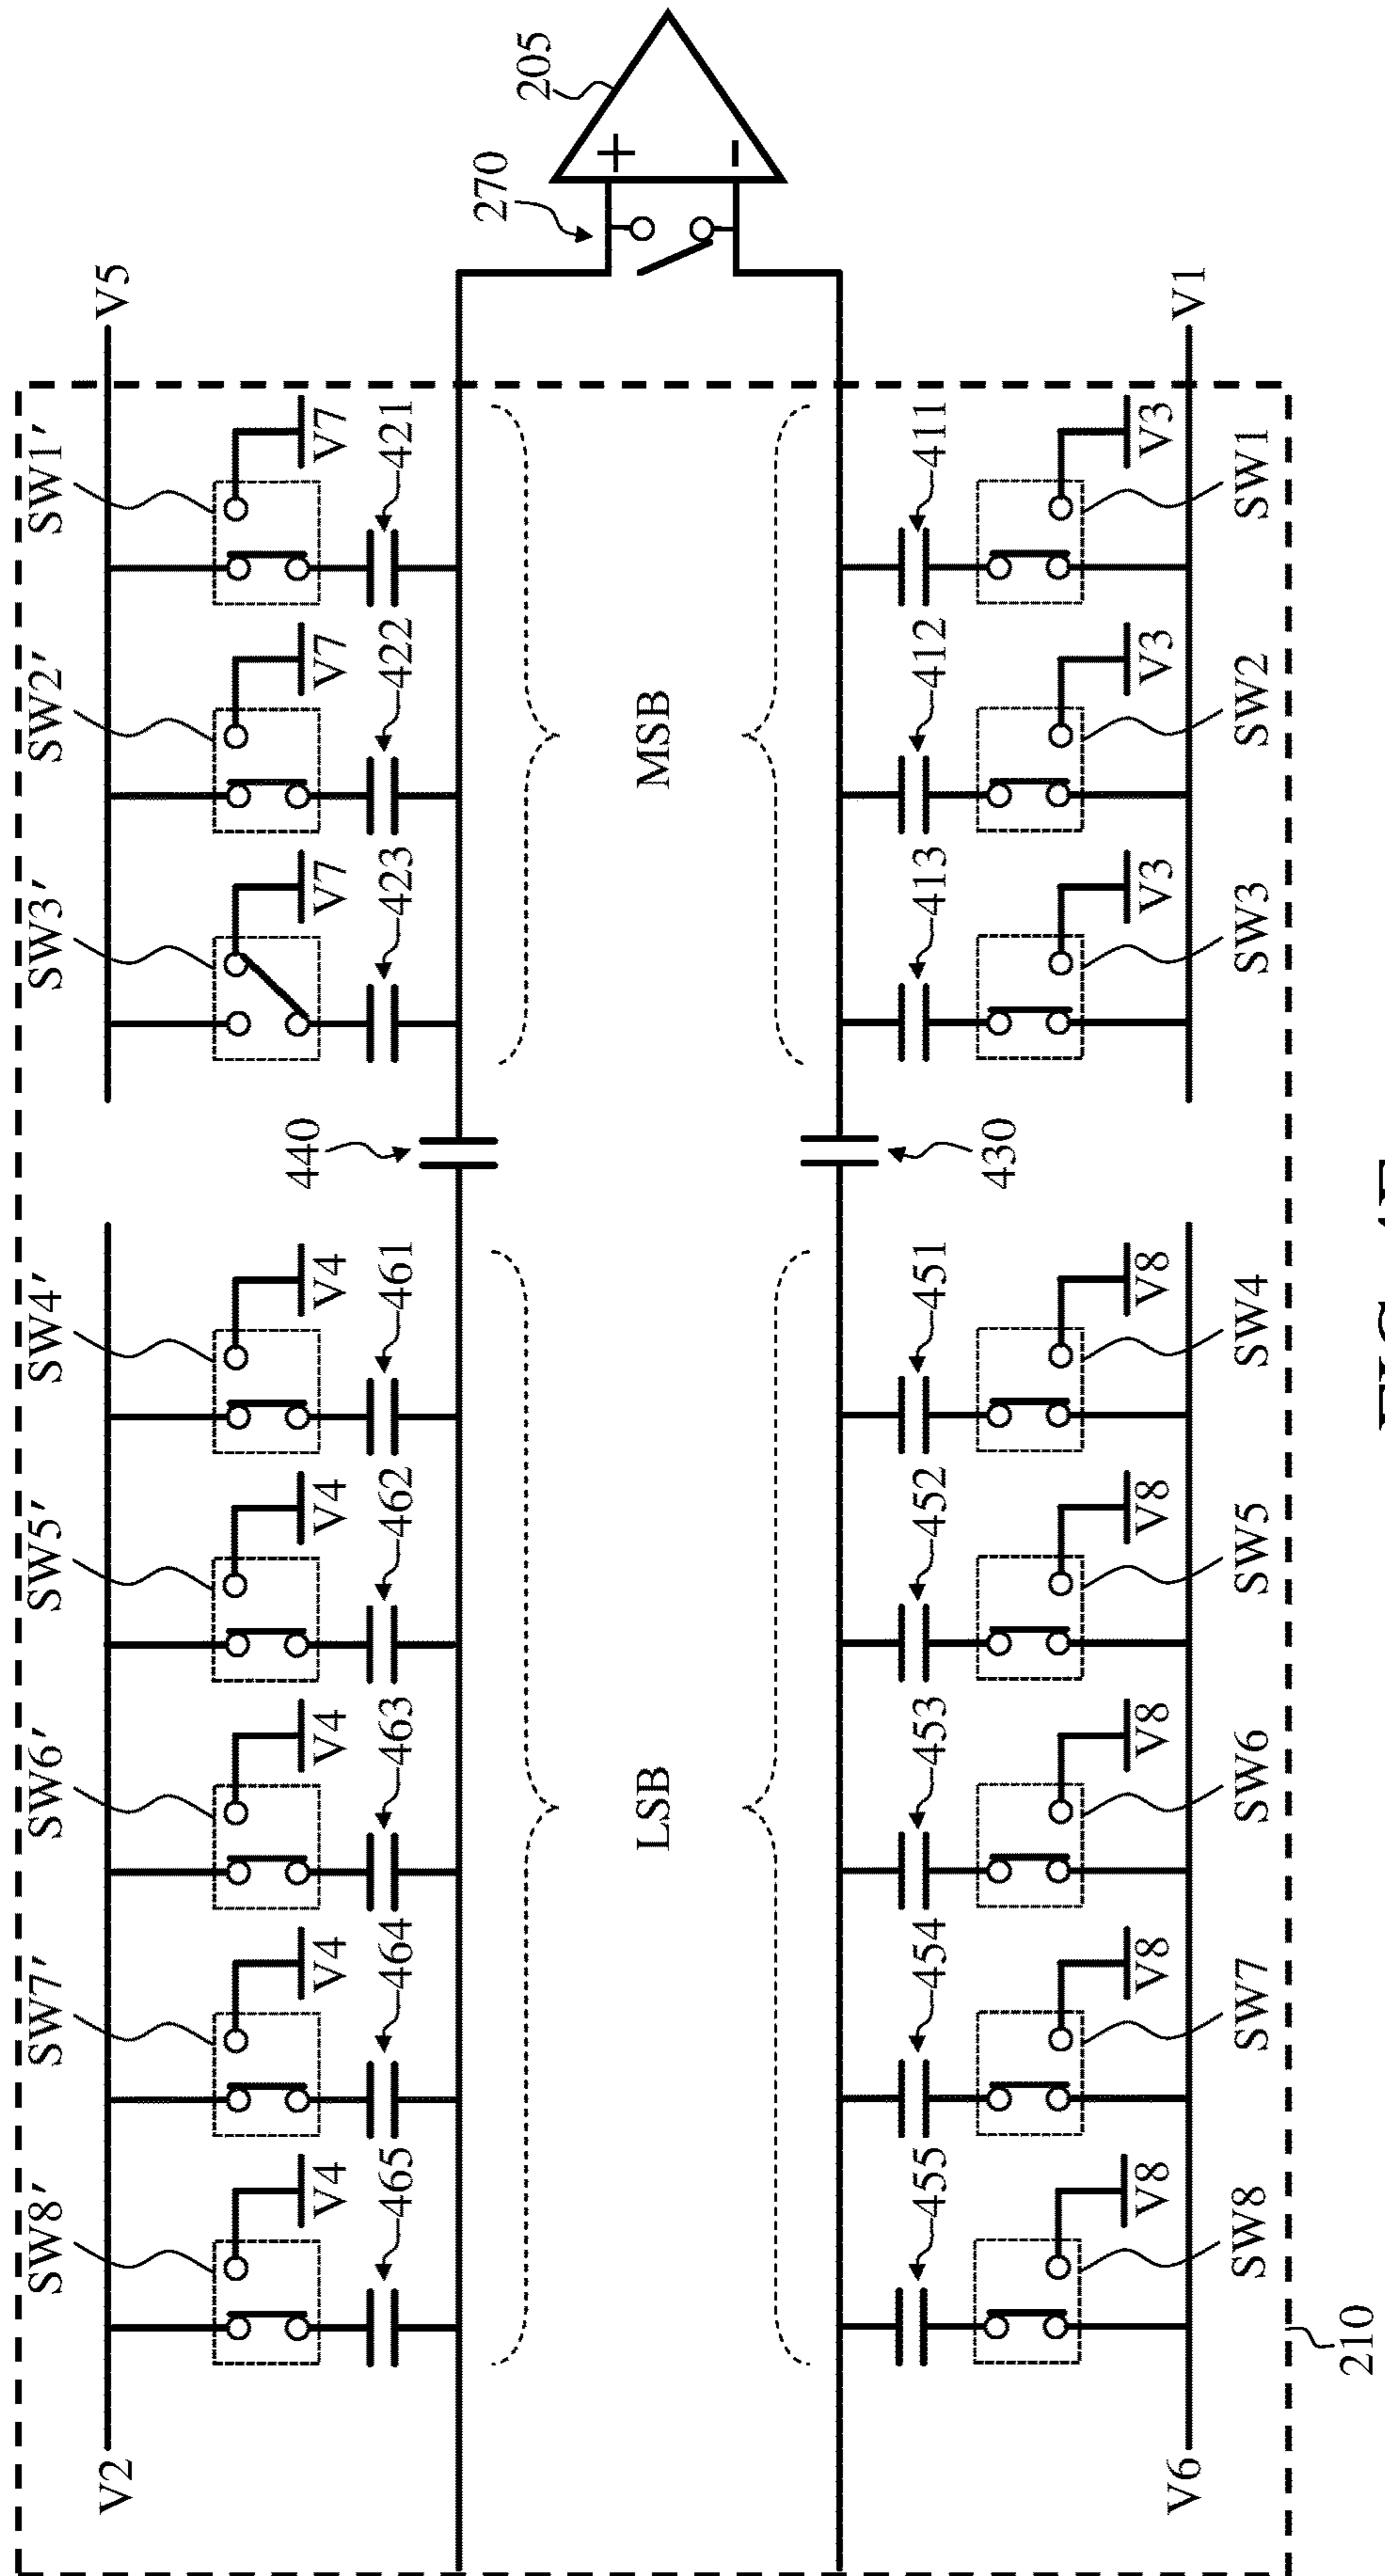 SW8' SW7' SW6' SW5' SW4' SW3' SW2' SW1'
V2 V5
V4 V4 V4 V4 V4 V7 V7 V7
440
465 464 463 462 461 423 422 421
270 205
+
LSB MSB
-
455 454 453 452 451 413 412 411
430
V8 V8 V8 V8 V8 V3 V3 V3
V6 V1
SW8 SW7 SW6 SW5 SW4 SW3 SW2 SW1
210